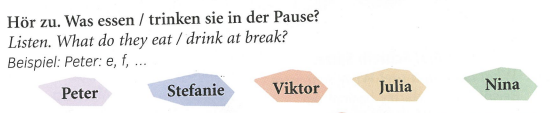 Hör zu. Was essen / trinken sie in der Pause?
Listen. What do they eat / drink at break?
Beispiel: Peter: e, f, ...
Peter Stefanie Viktor Julia Nina